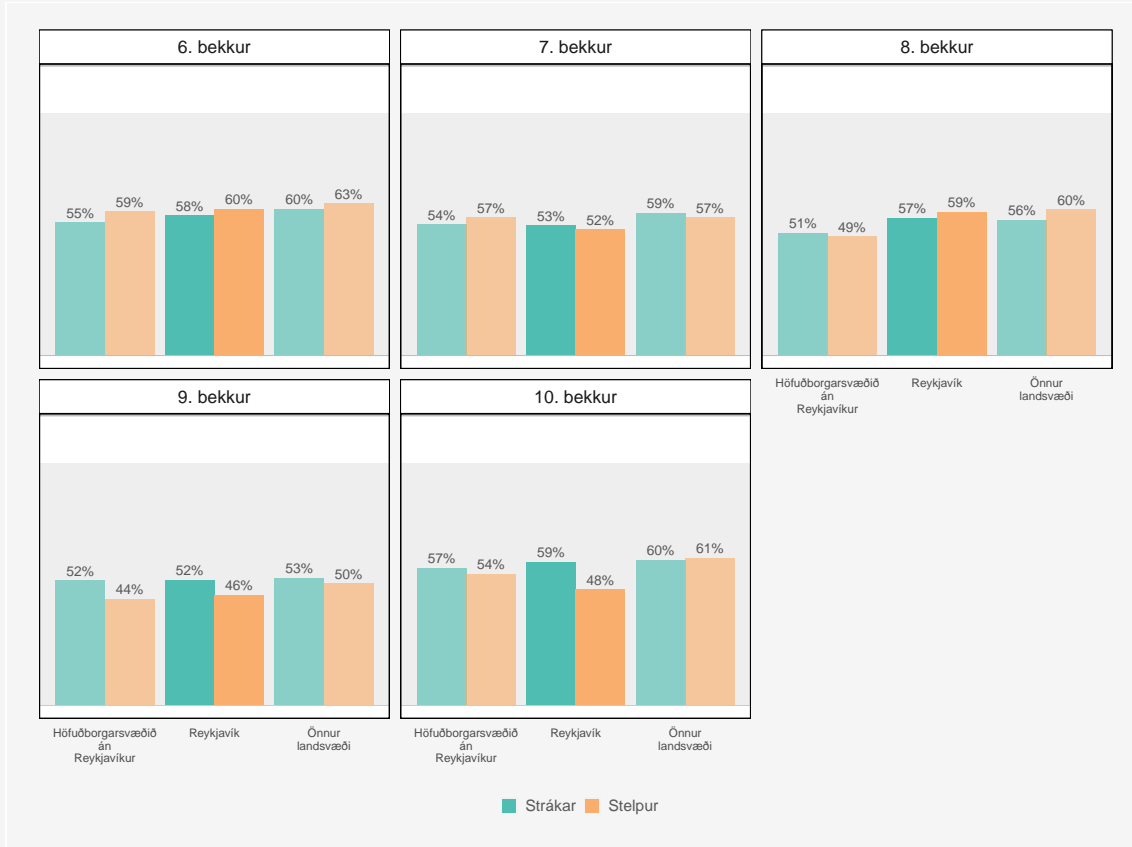 6. bekkur
7. bekkur
8. bekkur
55%
59%
58%
60%
60%
63%
54%
57%
53%
52%
59%
57%
51%
49%
57%
59%
56%
60%
Höfuðborgarsvæðið
án
Reykjavíkur
Reykjavík
Önnur
landsvæði
9. bekkur
10. bekkur
52%
44%
52%
46%
53%
50%
57%
54%
59%
48%
60%
61%
Höfuðborgarsvæðið
án
Reykjavíkur
Reykjavík
Önnur
landsvæði
Höfuðborgarsvæðið
án
Reykjavíkur
Reykjavík
Önnur
landsvæði
Strákar
Stelpur